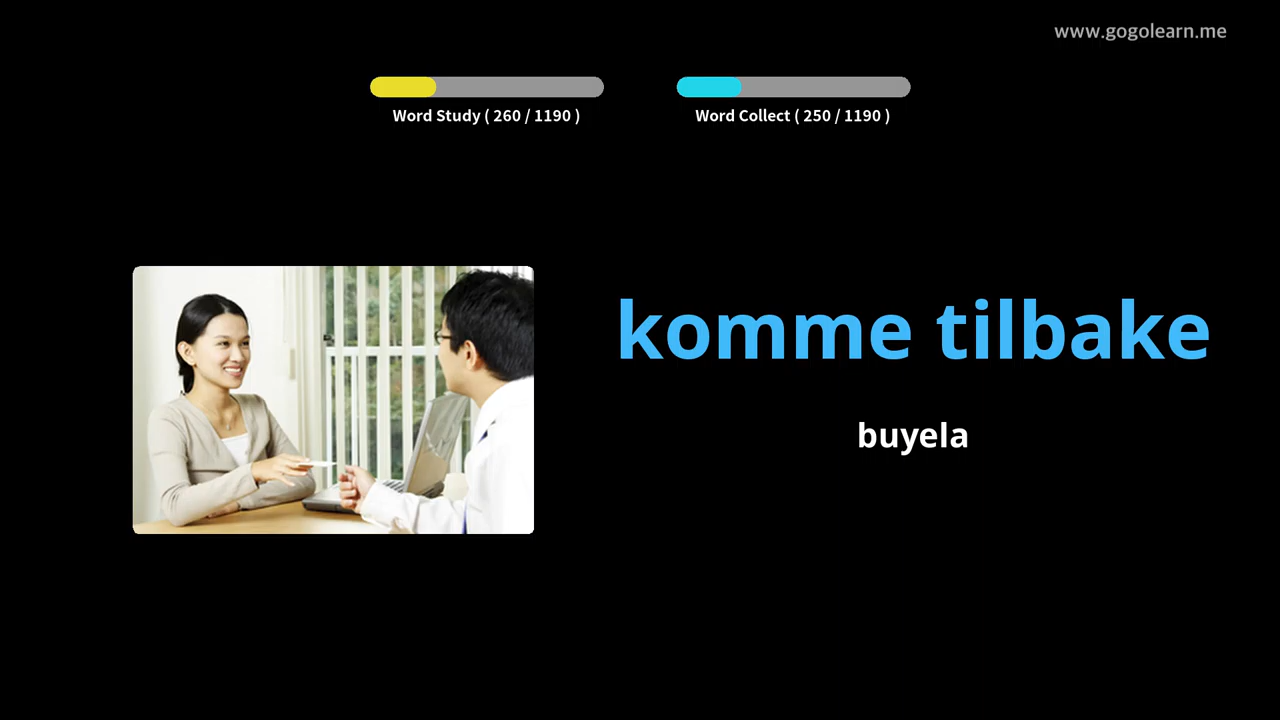 www.gogolearn.me
Word Study ( 260 / 1190 )
Word Collect ( 250 / 1190 )
komme tilbake
buyela